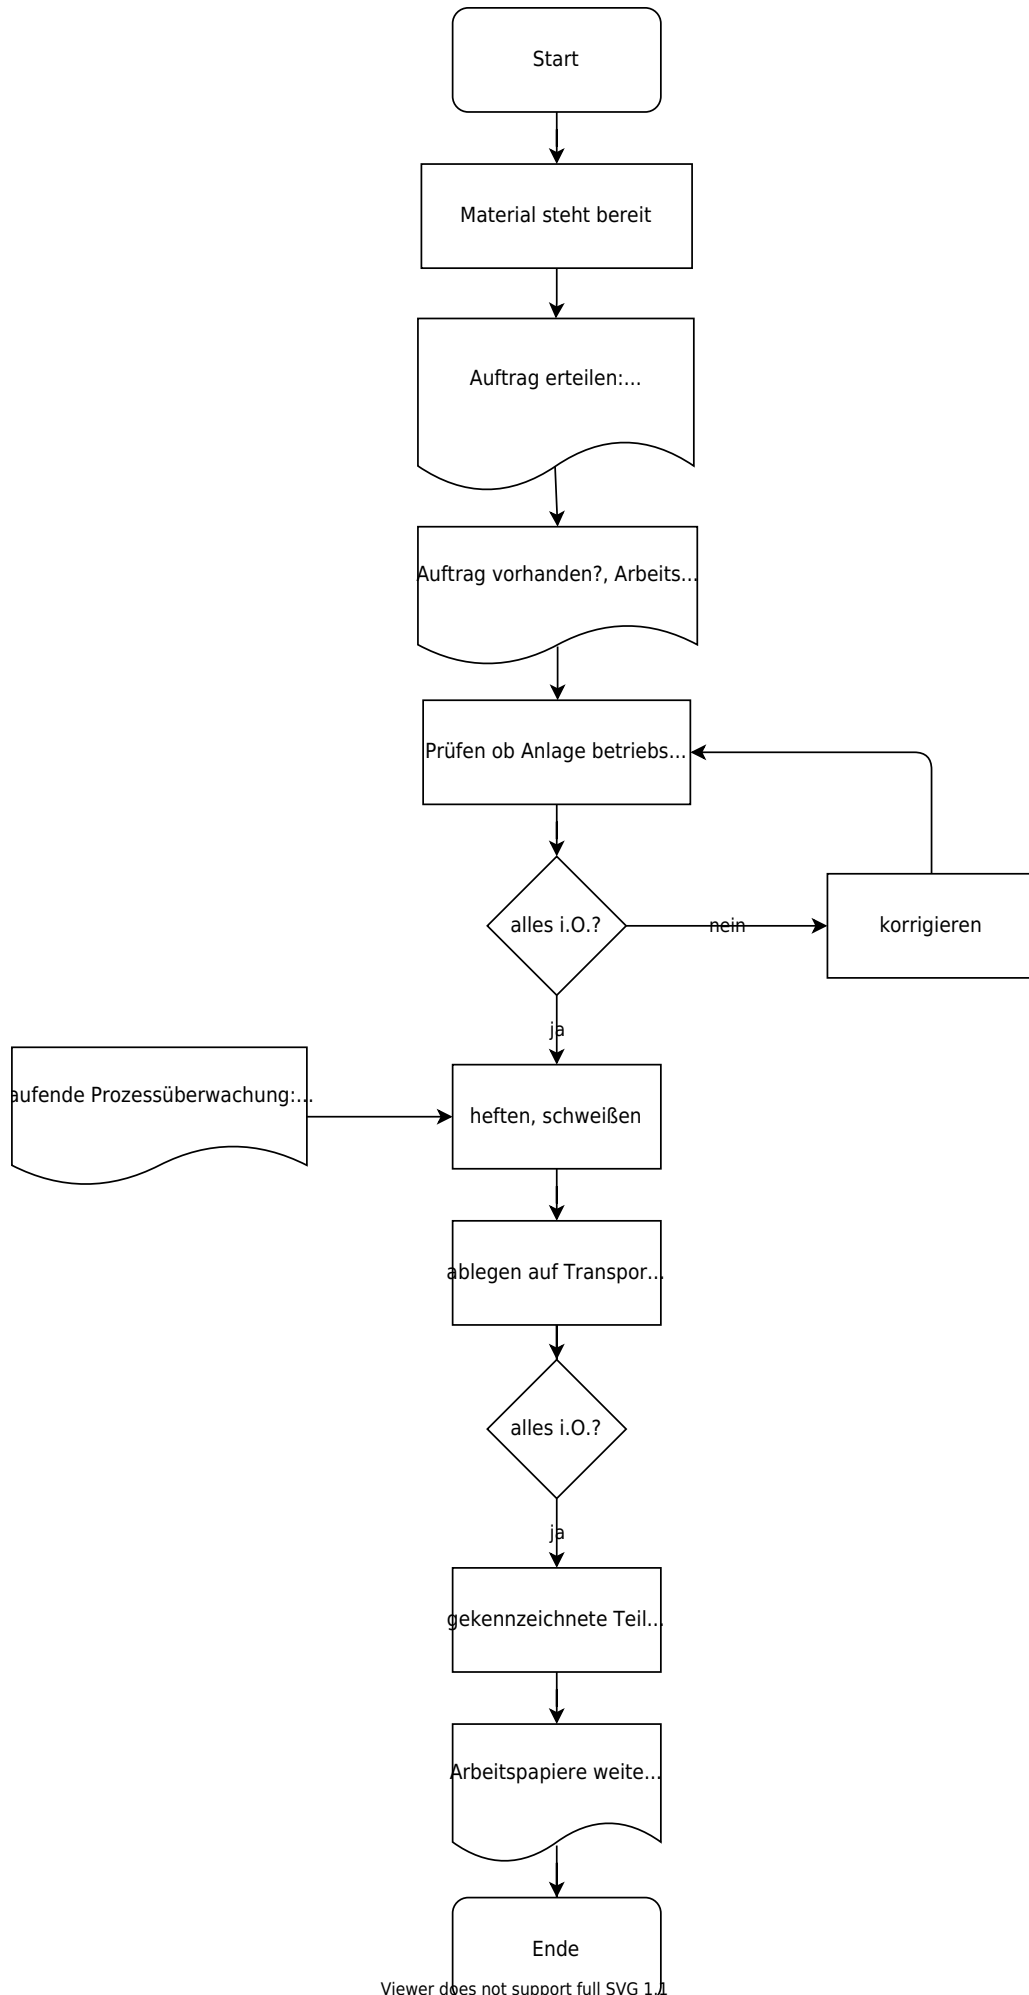 Start
Material steht bereit
Auftrag erteilen:...
Auftrag vorhanden?, Arbeits...
Prüfen ob Anlage betriebs...
alles i.O.?
nein
korrigieren
ja
aufende Prozessüberwachung:...
heften, schweißen
ablegen auf Transpor...
alles i.O.?
ja
gekennzeichnete Teil...
Arbeitspapiere weite...
Ende
Viewer does not support full SVG 1.1